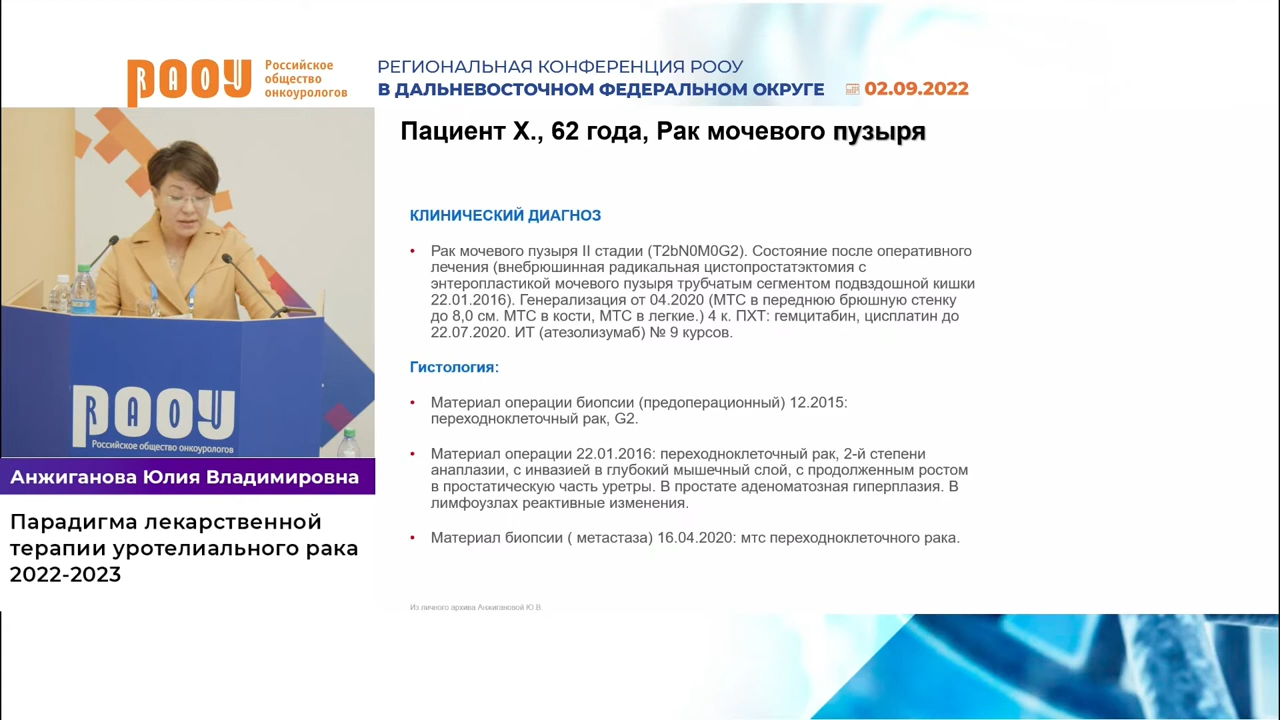 РООУ
Российское
общество
онкоурологов
РЕГИОНАЛЬНАЯ КОНФЕРЕНЦИЯ РООУ
В ДАЛЬНЕВОСТОЧНОМ ФЕДЕРАЛЬНОМ ОКРУГЕ
02.09.2022
Пациент Х., 62 года, Рак мочевого пузыря
КЛИНИЧЕСКИЙ ДИАГНОЗ
• Рак мочевого пузыря II стадии (T2bN0M0G2). Состояние после оперативного
лечения (внебрюшинная радикальная цистопростатэктомия с
энтеропластикой мочевого пузыря трубчатым сегментом подвздошной кишки
22.01.2016). Генерализация от 04.2020 (МТС в переднюю брюшную стенку
до 8,0 см. МТС в кости, МТС в легкие.) 4 к. ПХТ: гемцитабин, цисплатин до
22.07.2020. ИТ (атезолизумаб) № 9 курсов.
Гистология:
• Материал операции биопсии (предоперационный) 12.2015:
переходноклеточный рак, G2.
• Материал операции 22.01.2016: переходноклеточный рак, 2-й степени
анаплазии, с инвазией в глубокий мышечный слой, с продолженным ростом
в простатическую часть уретры. В простате аденоматозная гиперплазия. В
лимфоузлах реактивные изменения.
• Материал биопсии ( метастаза) 16.04.2020: мтс переходноклеточного рака.
Из личного архива Анжигановой Ю.В.
РООУ
Российское общество онкоурологов
Анжиганова Юлия Владимировна
Парадигма лекарственной
терапии уротелиального рака
2022-2023